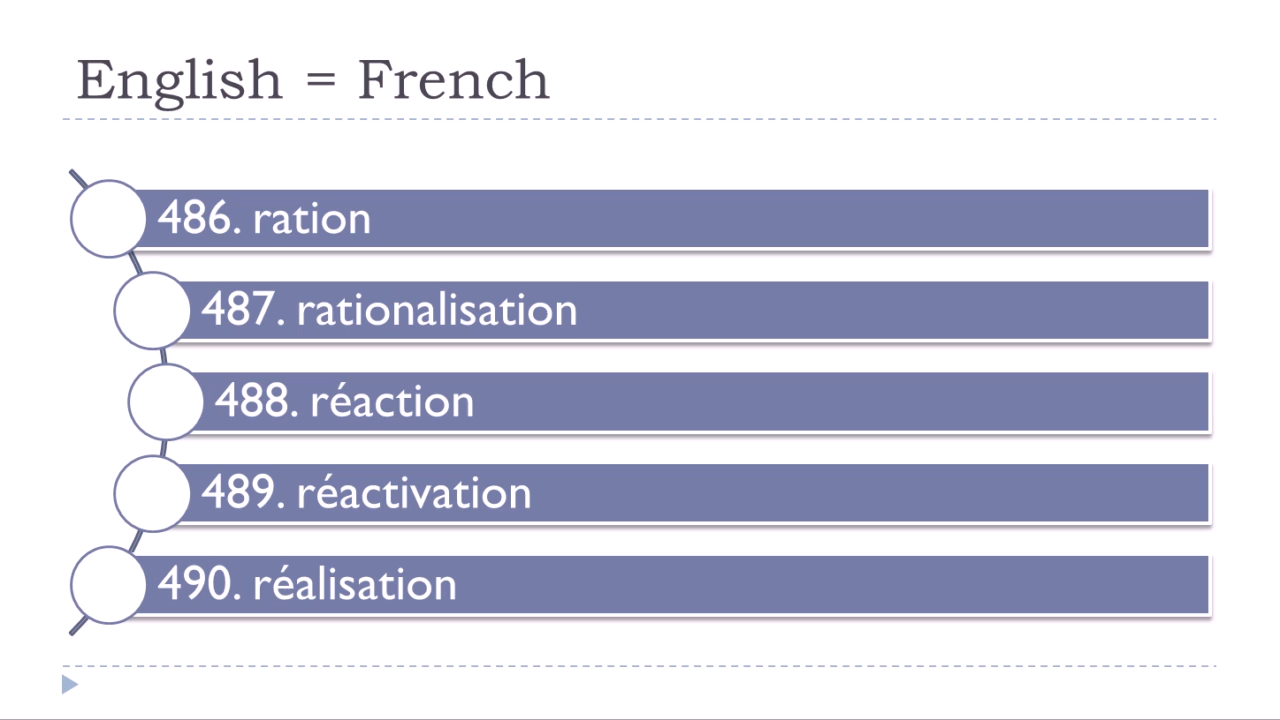 English = French
486. ration
487. rationalisation
488. réaction
489. réactivation
490. réalisation